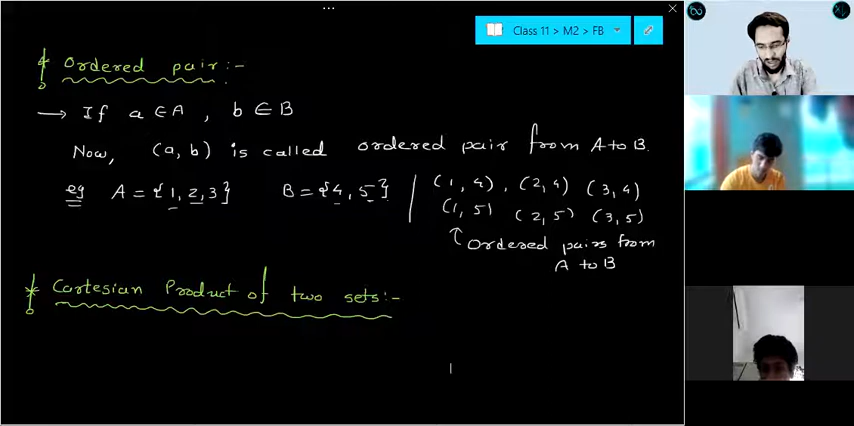 Class 11 > M2 > FB
Ordered pair:-
→ If a ∈ A , b ∈ B
Now, (a, b) is called ordered pair from A to B.
eg A = {1, 2, 3} B = {4, 5} | (1, 4) , (2, 4) (3, 4)
(1, 5) (2, 5) (3, 5)
↑ Ordered pairs from
A to B
Cartesian Product of two sets:-